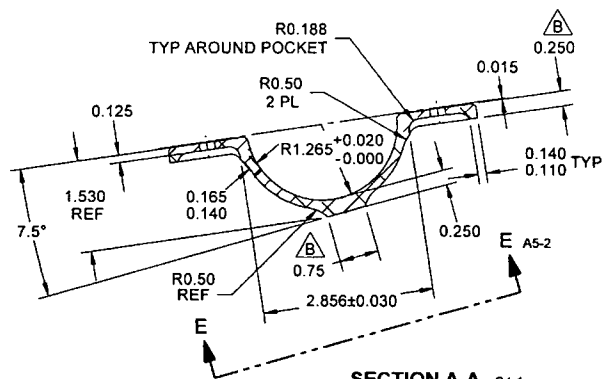 R0.188
TYP AROUND POCKET
B
0.250
R0.50
2 PL
0.015
0.125
R1.265 +0.020
-0.000
0.140 TYP
0.110
1.530
REF
0.165
0.140
7.5°
0.250
B
0.75
E A5-2
R0.50
REF
2.856±0.030
E